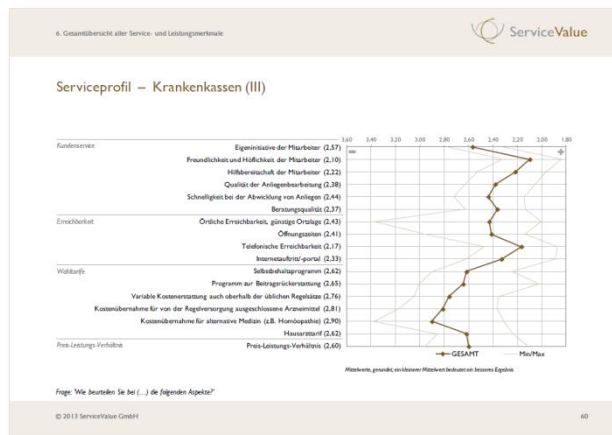 6. Gesamtübersicht aller Service- und Leistungsmerkmale
ServiceValue
Serviceprofil – Krankenkassen (III)
3,60 3,40 3,20 3,00 2,80 2,60 2,40 2,20 2,00 1,80
Kundenservice
Eigeninitiative der Mitarbeiter (2,57)
Freundlichkeit und Höflichkeit der Mitarbeiter (2,10)
Hilfsbereitschaft der Mitarbeiter (2,22)
Qualität der Anliegenbearbeitung (2,38)
Schnelligkeit bei der Abwicklung von Anliegen (2,44)
Beratungsqualität (2,37)
Erreichbarkeit
Örtliche Erreichbarkeit, günstige Ortslage (2,43)
Öffnungszeiten (2,41)
Telefonische Erreichbarkeit (2,17)
Internetauftritt/-portal (2,33)
Wahltarife
Selbstbehaltprogramm (2,62)
Programm zur Beitragsrückerstattung (2,65)
Variable Kostenerstattung auch oberhalb der üblichen Regelsätze (2,76)
Kostenübernahme für von der Regelversorgung ausgeschlossene Arzneimittel (2,81)
Kostenübernahme für alternative Medizin (z.B. Homöopathie) (2,90)
Hausarzttarif (2,62)
Preis-Leistungs-Verhältnis
Preis-Leistungs-Verhältnis (2,60)
GESAMT
Min/Max
Mittelwerte, gerundet; ein kleinerer Mittelwert bedeutet ein besseres Ergebnis
Frage: "Wie beurteilen Sie bei (…) die folgenden Aspekte?"
© 2013 ServiceValue GmbH
60